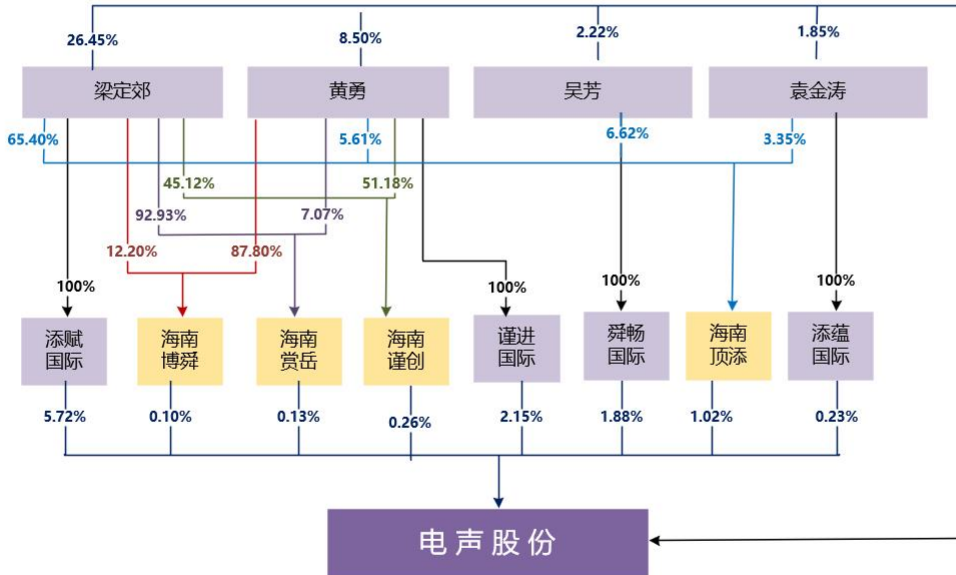 26.45%
8.50%
2.22%
1.85%
梁定郊
黄勇
吴芳
袁金涛
65.40%
5.61%
6.62%
3.35%
45.12%
51.18%
92.93%
7.07%
12.20%
87.80%
100%
100%
100%
100%
添赋
国际
海南
博舜
海南
赏岳
海南
谨创
谨进
国际
舜畅
国际
海南
顶添
添蕴
国际
5.72%
0.10%
0.13%
0.26%
2.15%
1.88%
1.02%
0.23%
电声股份